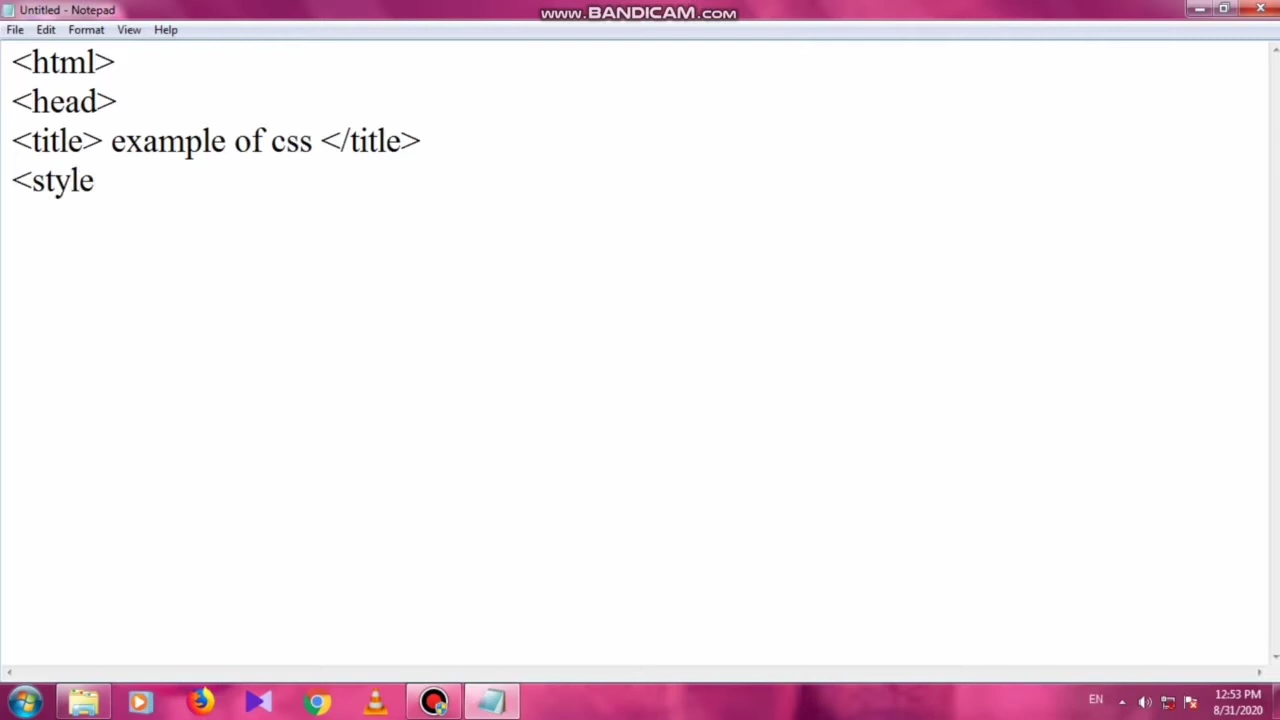 Untitled - Notepad
www.BANDICAM.com
File Edit Format View Help
<html>
<head>
<title> example of css </title>
<style
EN
12:53 PM
8/31/2020